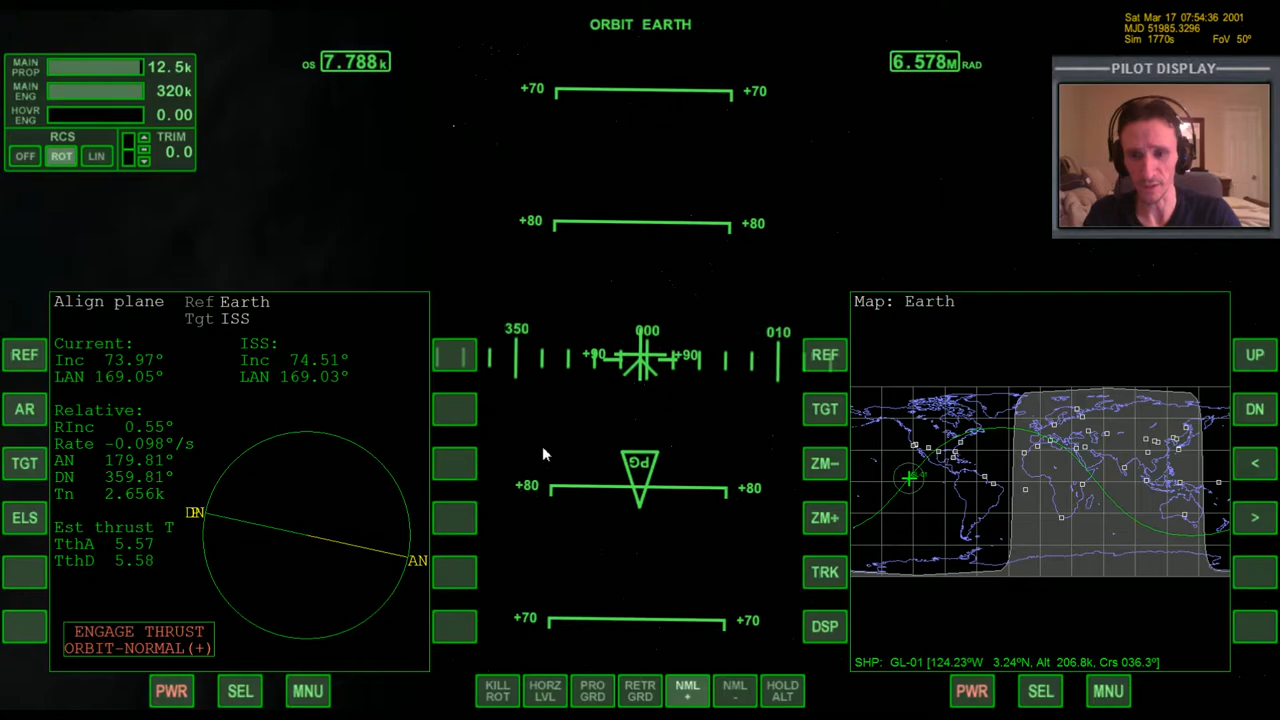 ORBIT EARTH
Sat Mar 17 07:54:36 2001
MJD 51985.3296
Sim 1770s FoV 50°
MAIN PROP 12.5k
MAIN ENG 320k
HOVR ENG 0.00
RCS TRIM
OFF ROT LIN 0.0
OS 7.788k
6.578M RAD
PILOT DISPLAY
+70 +70
+80 +80
350 000 010
+90 +90
PG
+80 +80
+70 +70
Align plane Ref Earth
Tgt ISS
Current: ISS:
Inc 73.97° Inc 74.51°
LAN 169.05° LAN 169.03°
Relative:
RInc 0.55°
Rate -0.098°/s
AN 179.81°
DN 359.81°
Tn 2.656k
Est thrust T
TthA 5.57
TthD 5.58
DN
AN
ENGAGE THRUST
ORBIT-NORMAL(+)
REF
AR
TGT
ELS
PWR SEL MNU
KILL ROT
HORZ LVL
PRO GRD
RETR GRD
NML +
NML -
HOLD ALT
Map: Earth
REF
TGT
ZM-
ZM+
TRK
DSP
UP
DN
<
>
SHP: GL-01 [124.23°W 3.24°N, Alt 206.8k, Crs 036.3°]
PWR SEL MNU